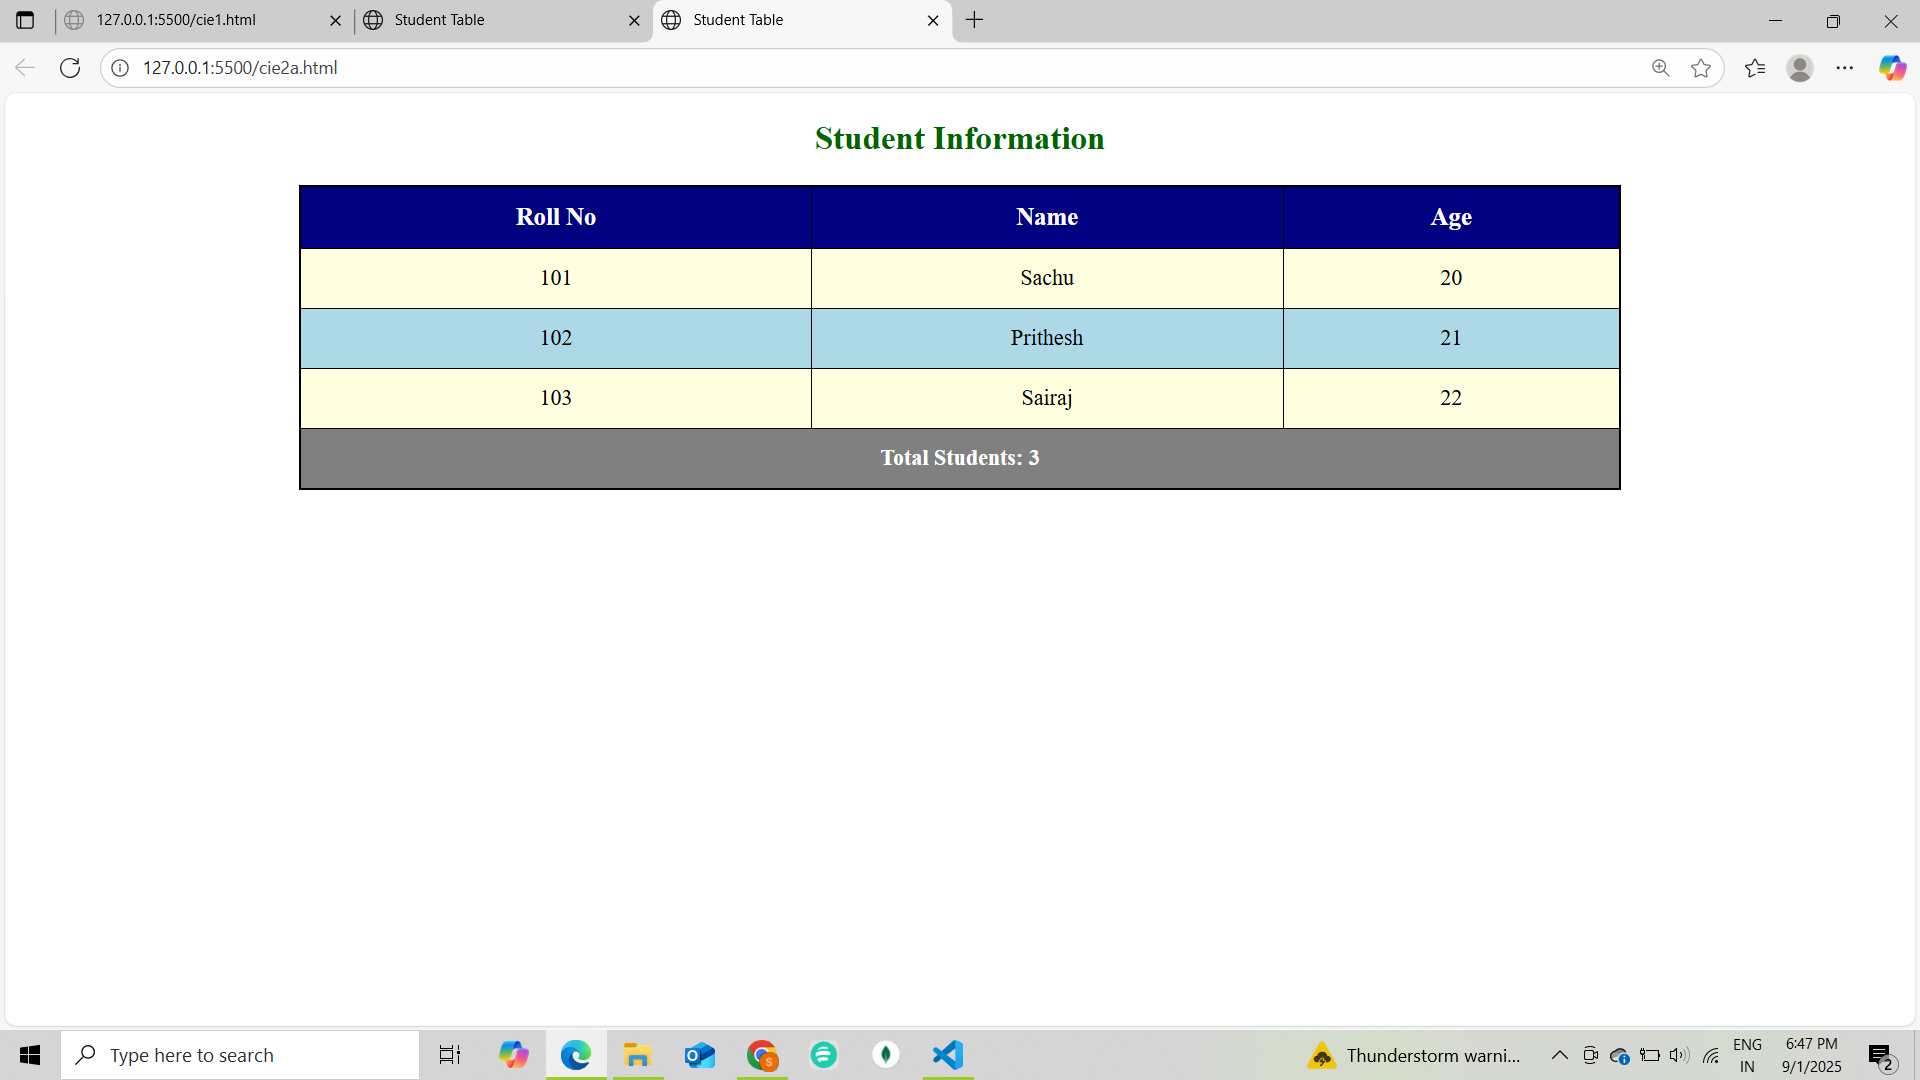 127.0.0.1:5500/cie1.html
Student Table
Student Table
127.0.0.1:5500/cie2a.html
Student Information
Roll No Name Age
101 Sachu 20
102 Prithesh 21
103 Sairaj 22
Total Students: 3
Type here to search
Thunderstorm warni...
ENG
IN
6:47 PM
9/1/2025
2